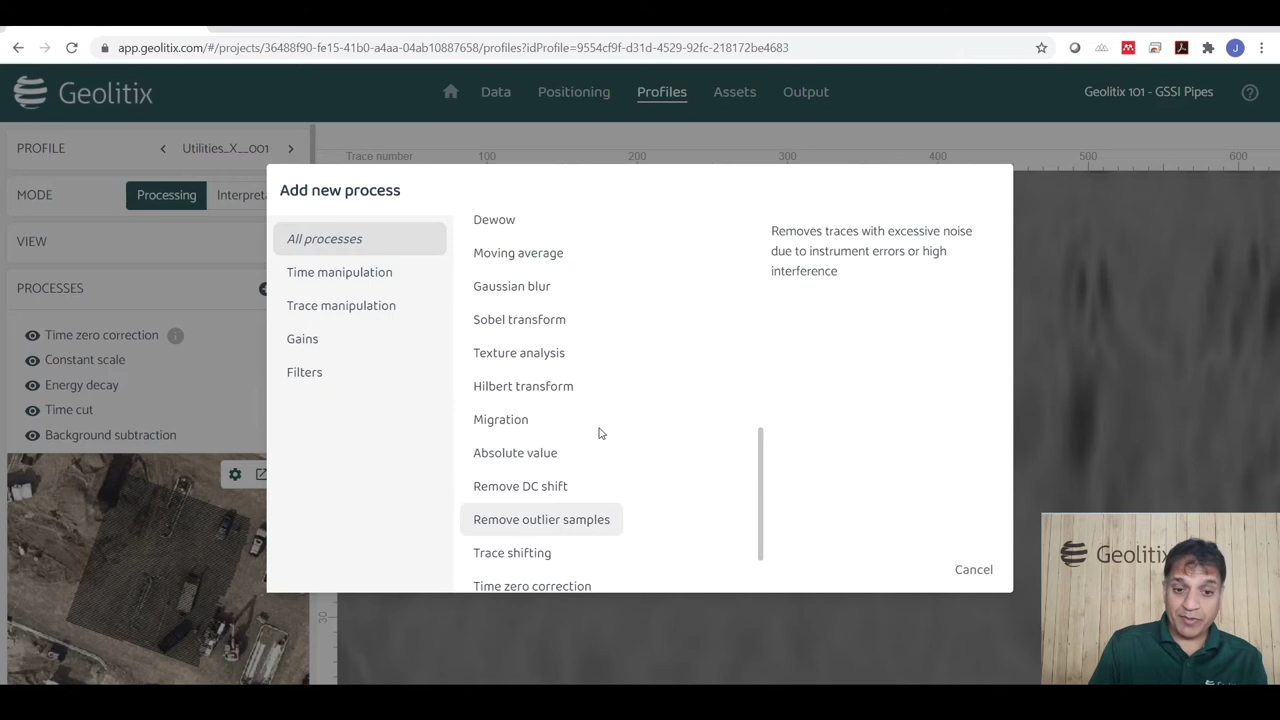 app.geolitix.com/#/projects/36488f90-fe15-41b0-a4aa-04ab10887658/profiles?idProfile=9554cf9f-d31d-4529-92fc-218172be4683
J
Geolitix
Data
Positioning
Profiles
Assets
Output
Geolitix 101 - GSSI Pipes
PROFILE
Utilities_X__001
Trace number
100
200
300
400
500
600
MODE
Processing
Interpreta
VIEW
PROCESSES
Time zero correction
Constant scale
Energy decay
Time cut
Background subtraction
Add new process
All processes
Time manipulation
Trace manipulation
Gains
Filters
Dewow
Moving average
Gaussian blur
Sobel transform
Texture analysis
Hilbert transform
Migration
Absolute value
Remove DC shift
Remove outlier samples
Trace shifting
Time zero correction
Removes traces with excessive noise
due to instrument errors or high
interference
Cancel
30
Geolitix